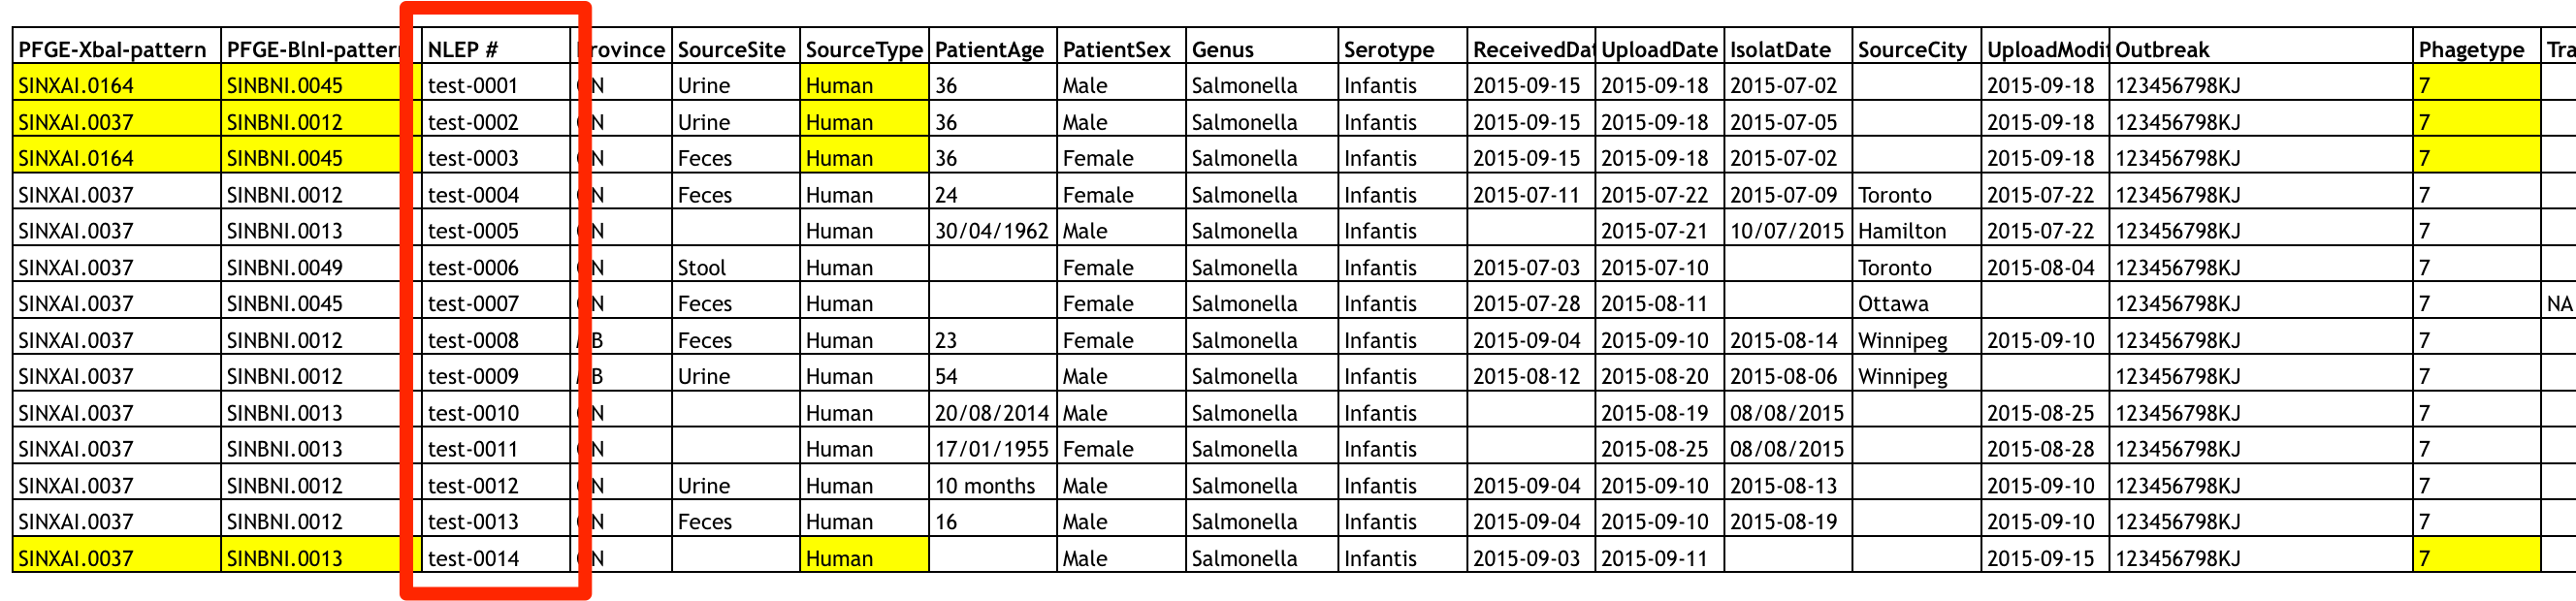 PFGE-XbaI-pattern PFGE-BlnI-pattern NLEP # Province SourceSite SourceType PatientAge PatientSex Genus Serotype ReceivedDat UploadDate IsolatDate SourceCity UploadModif Outbreak Phagetype Tra
SINXAI.0164 SINBNI.0045 test-0001 ON Urine Human 36 Male Salmonella Infantis 2015-09-15 2015-09-18 2015-07-02 2015-09-18 123456798KJ 7
SINXAI.0037 SINBNI.0012 test-0002 ON Urine Human 36 Male Salmonella Infantis 2015-09-15 2015-09-18 2015-07-05 2015-09-18 123456798KJ 7
SINXAI.0164 SINBNI.0045 test-0003 ON Feces Human 36 Female Salmonella Infantis 2015-09-15 2015-09-18 2015-07-02 2015-09-18 123456798KJ 7
SINXAI.0037 SINBNI.0012 test-0004 ON Feces Human 24 Female Salmonella Infantis 2015-07-11 2015-07-22 2015-07-09 Toronto 2015-07-22 123456798KJ 7
SINXAI.0037 SINBNI.0013 test-0005 ON Human 30/04/1962 Male Salmonella Infantis 2015-07-21 10/07/2015 Hamilton 2015-07-22 123456798KJ 7
SINXAI.0037 SINBNI.0049 test-0006 ON Stool Human Female Salmonella Infantis 2015-07-03 2015-07-10 Toronto 2015-08-04 123456798KJ 7
SINXAI.0037 SINBNI.0045 test-0007 ON Feces Human Female Salmonella Infantis 2015-07-28 2015-08-11 Ottawa 123456798KJ 7 NA
SINXAI.0037 SINBNI.0012 test-0008 AB Feces Human 23 Female Salmonella Infantis 2015-09-04 2015-09-10 2015-08-14 Winnipeg 2015-09-10 123456798KJ 7
SINXAI.0037 SINBNI.0012 test-0009 AB Urine Human 54 Male Salmonella Infantis 2015-08-12 2015-08-20 2015-08-06 Winnipeg 123456798KJ 7
SINXAI.0037 SINBNI.0013 test-0010 ON Human 20/08/2014 Male Salmonella Infantis 2015-08-19 08/08/2015 2015-08-25 123456798KJ 7
SINXAI.0037 SINBNI.0013 test-0011 ON Human 17/01/1955 Female Salmonella Infantis 2015-08-25 08/08/2015 2015-08-28 123456798KJ 7
SINXAI.0037 SINBNI.0012 test-0012 ON Urine Human 10 months Male Salmonella Infantis 2015-09-04 2015-09-10 2015-08-13 2015-09-10 123456798KJ 7
SINXAI.0037 SINBNI.0012 test-0013 ON Feces Human 16 Male Salmonella Infantis 2015-09-04 2015-09-10 2015-08-19 2015-09-10 123456798KJ 7
SINXAI.0037 SINBNI.0013 test-0014 ON Human Male Salmonella Infantis 2015-09-03 2015-09-11 2015-09-15 123456798KJ 7